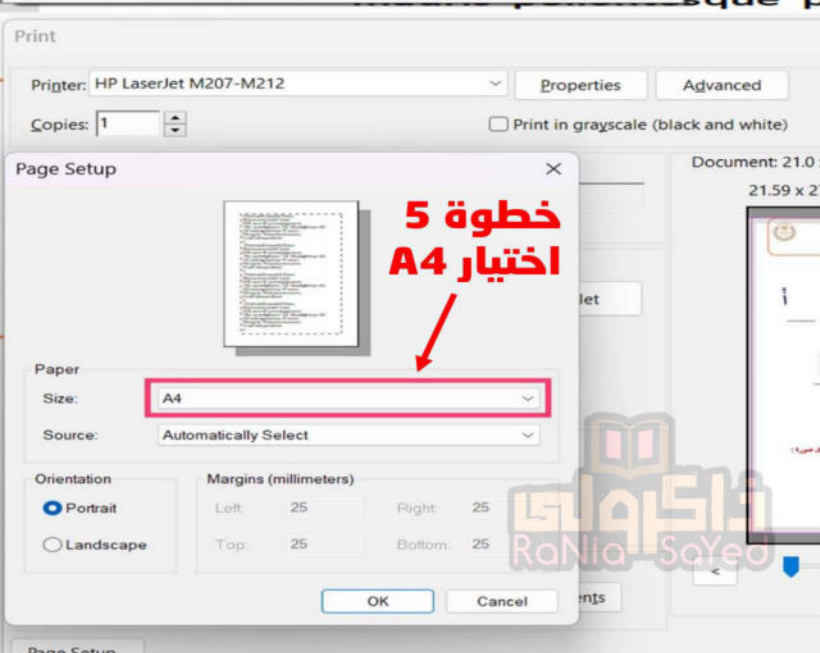 Print
Printer: HP LaserJet M207-M212
Properties
Advanced
Copies: 1
Print in grayscale (black and white)
Page Setup
Document: 21.0
21.59 x 2
خطوة 5
اختيار A4
أ
Paper
Size: A4
Source: Automatically Select
Orientation
Portrait
Landscape
Margins (millimeters)
Left: 25
Right: 25
Top: 25
Bottom: 25
OK
Cancel
<
ذاكرولي
RaNia SaYed
Page Setup